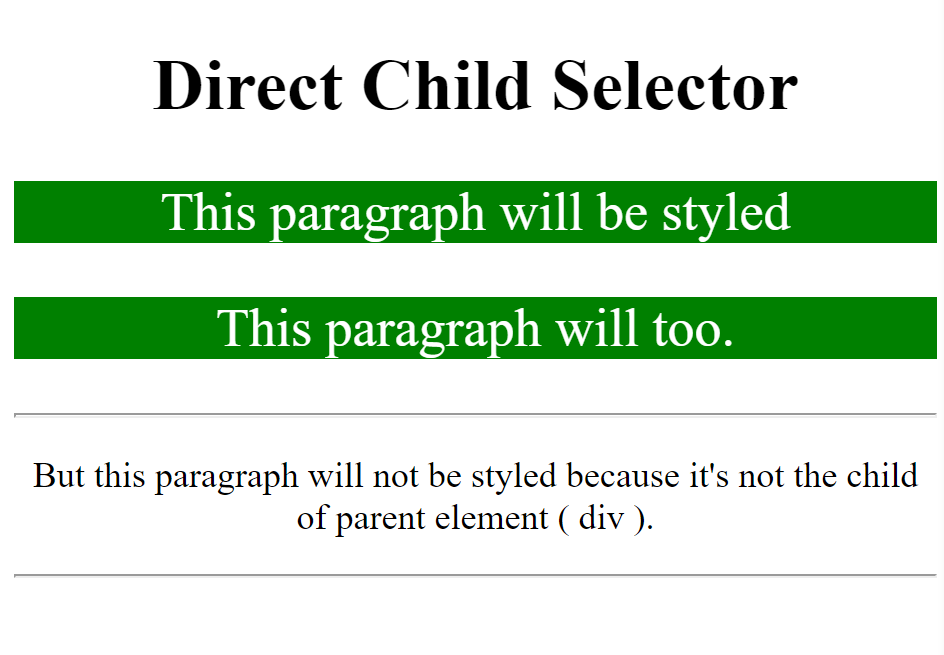 Direct Child Selector
This paragraph will be styled
This paragraph will too.
But this paragraph will not be styled because it's not the child
of parent element ( div ).